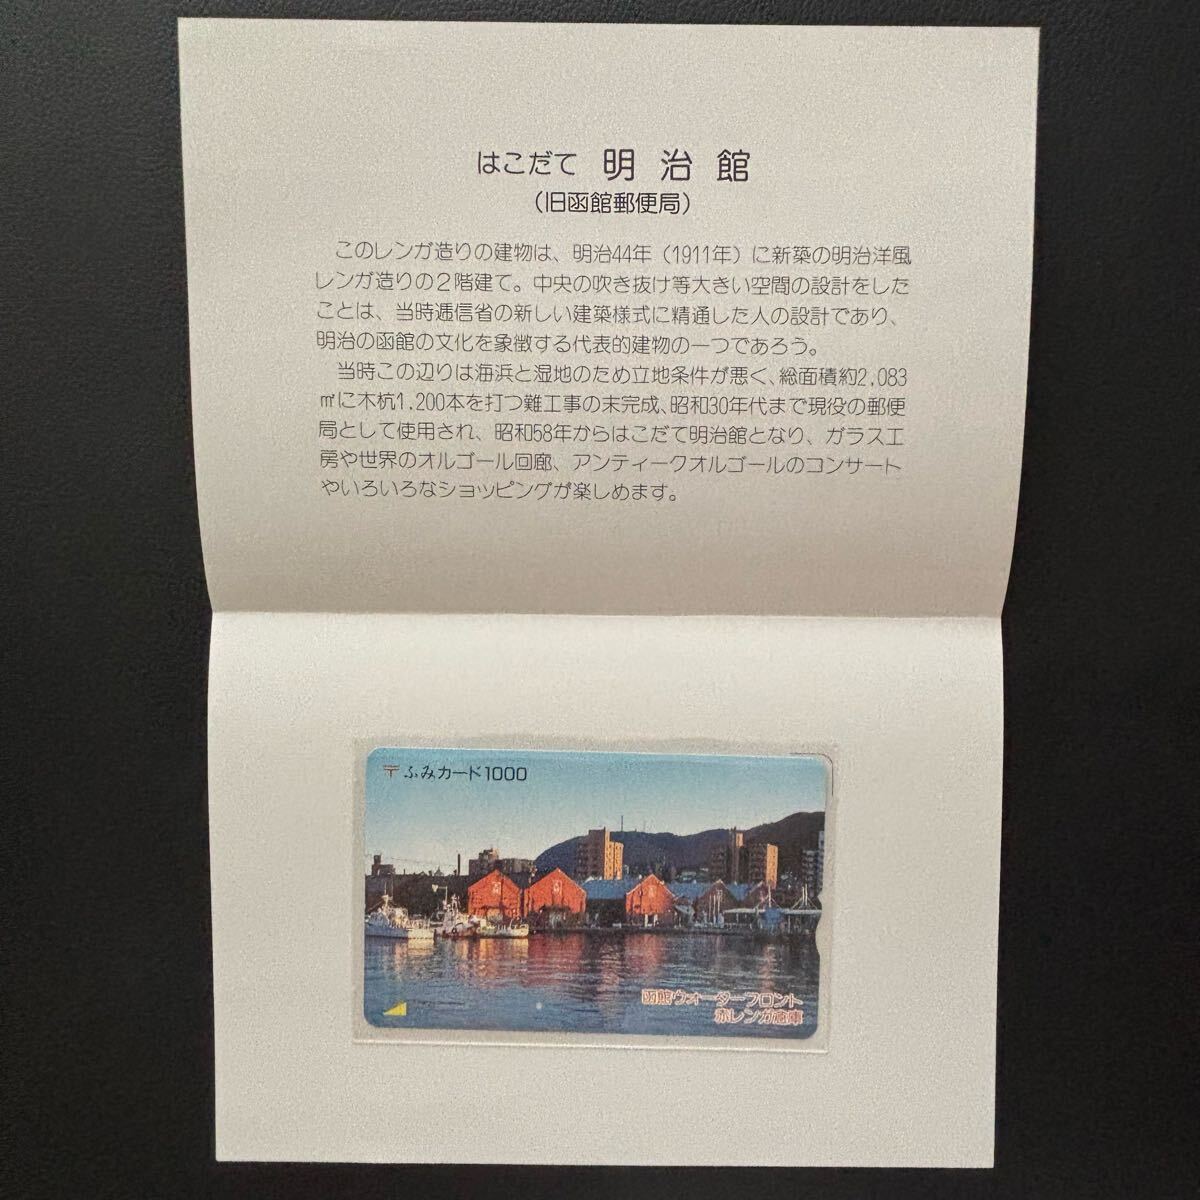 はこだて 明治館
（旧函館郵便局）
このレンガ造りの建物は、明治44年（1911年）に新築の明治洋風
レンガ造りの２階建て。中央の吹き抜け等大きい空間の設計をした
ことは、当時逓信省の新しい建築様式に精通した人の設計であり、
明治の函館の文化を象徴する代表的建物の一つであろう。
当時この辺りは海浜と湿地のため立地条件が悪く、総面積約2,083
㎡に木杭1,200本を打つ難工事の末完成、昭和30年代まで現役の郵便
局として使用され、昭和58年からはこだて明治館となり、ガラス工
房や世界のオルゴール回廊、アンティークオルゴールのコンサート
やいろいろなショッピングが楽しめます。
〒ふみカード1000
函館ウォーターフロント
赤レンガ倉庫